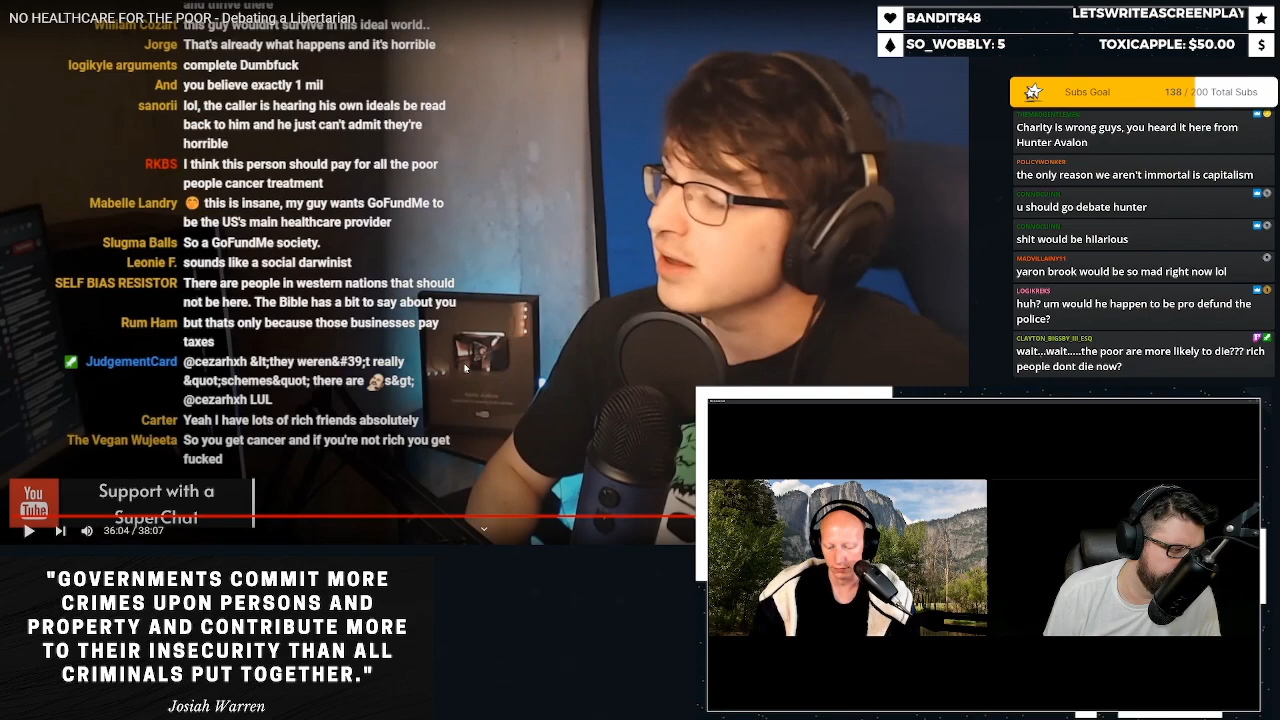 NO HEALTHCARE FOR THE POOR - Debating a Libertarian
and thrive there
William Cozart this guy wouldn't survive in his ideal world..
Jorge That's already what happens and it's horrible
logikyle arguments complete Dumbfuck
And you believe exactly 1 mil
sanorii lol, the caller is hearing his own ideals be read
back to him and he just can't admit they're
horrible
RKBS I think this person should pay for all the poor
people cancer treatment
Mabelle Landry this is insane, my guy wants GoFundMe to
be the US's main healthcare provider
Slugma Balls So a GoFundMe society.
Leonie F. sounds like a social darwinist
SELF BIAS RESISTOR There are people in western nations that should
not be here. The Bible has a bit to say about you
Rum Ham but thats only because those businesses pay
taxes
JudgementCard @cezarhxh &lt;they weren&#39;t really
&quot;schemes&quot; there are s&gt;
@cezarhxh LUL
Carter Yeah I have lots of rich friends absolutely
The Vegan Wujeeta So you get cancer and if you're not rich you get
fucked
You
Tube
Support with a
SuperChat
36:04 / 38:07
"GOVERNMENTS COMMIT MORE
CRIMES UPON PERSONS AND
PROPERTY AND CONTRIBUTE MORE
TO THEIR INSECURITY THAN ALL
CRIMINALS PUT TOGETHER."
Josiah Warren
BANDIT848
LETSWRITEASCREENPLAY
SO_WOBBLY: 5
TOXICAPPLE: $50.00
$
Subs Goal 138 / 200 Total Subs
Charity is wrong guys, you heard it here from
Hunter Avalon
POLICYWONKER
the only reason we aren't immortal is capitalism
u should go debate hunter
shit would be hilarious
MADVILLAINY11
yaron brook would be so mad right now lol
LOGIKREKS
huh? um would he happen to be pro defund the
police?
CLAYTON_BIGSBY_III_ESQ
wait...wait.....the poor are more likely to die??? rich
people dont die now?